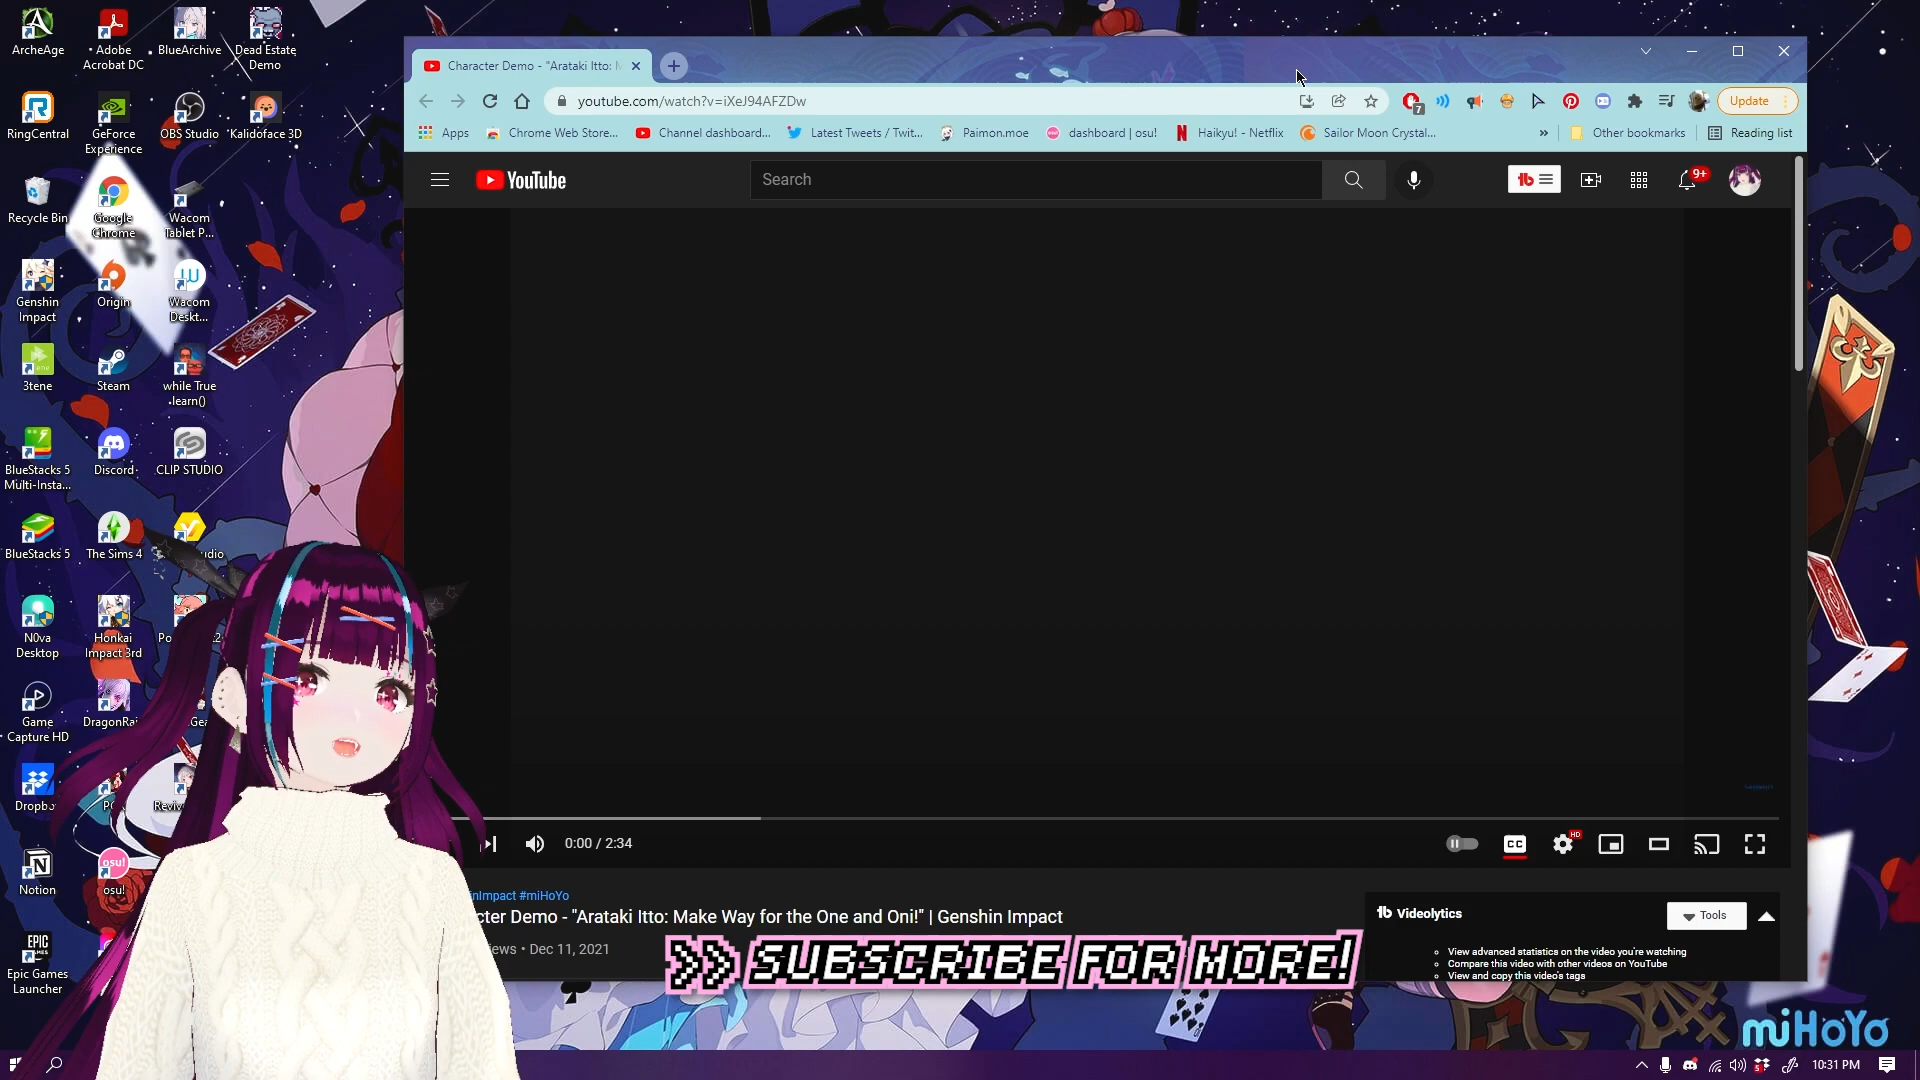 ArcheAge
Adobe
Acrobat DC
BlueArchive
Dead Estate
Demo
RingCentral
GeForce
Experience
OBS Studio
Kalidoface 3D
Recycle Bin
Google
Chrome
Wacom
Tablet P...
Genshin
Impact
Origin
Wacom
Deskt...
3tene
Steam
while True
.learn()
BlueStacks 5
Multi-Insta...
Discord
CLIP STUDIO
BlueStacks 5
The Sims 4
N0va
Desktop
Honkai
Impact 3rd
Game
Capture HD
Notion
osu!
osu!
EPIC
GAMES
Epic Games
Launcher
Character Demo - "Arataki Itto: M
youtube.com/watch?v=iXeJ94AFZDw
7
Update
Apps
Chrome Web Store...
Channel dashboard...
Latest Tweets / Twit...
Paimon.moe
dashboard | osu!
Haikyu! - Netflix
Sailor Moon Crystal...
»
Other bookmarks
Reading list
YouTube
Search
9+
0:00 / 2:34
CC
HD
#miHoYo
Demo - "Arataki Itto: Make Way for the One and Oni!" | Genshin Impact
• Dec 11, 2021
Videolytics
Tools
View advanced statistics on the video you're watching
Compare this video with other videos on YouTube
View and copy this video's tags
>> SUBSCRIBE FOR MORE!
miHoYo
10:31 PM